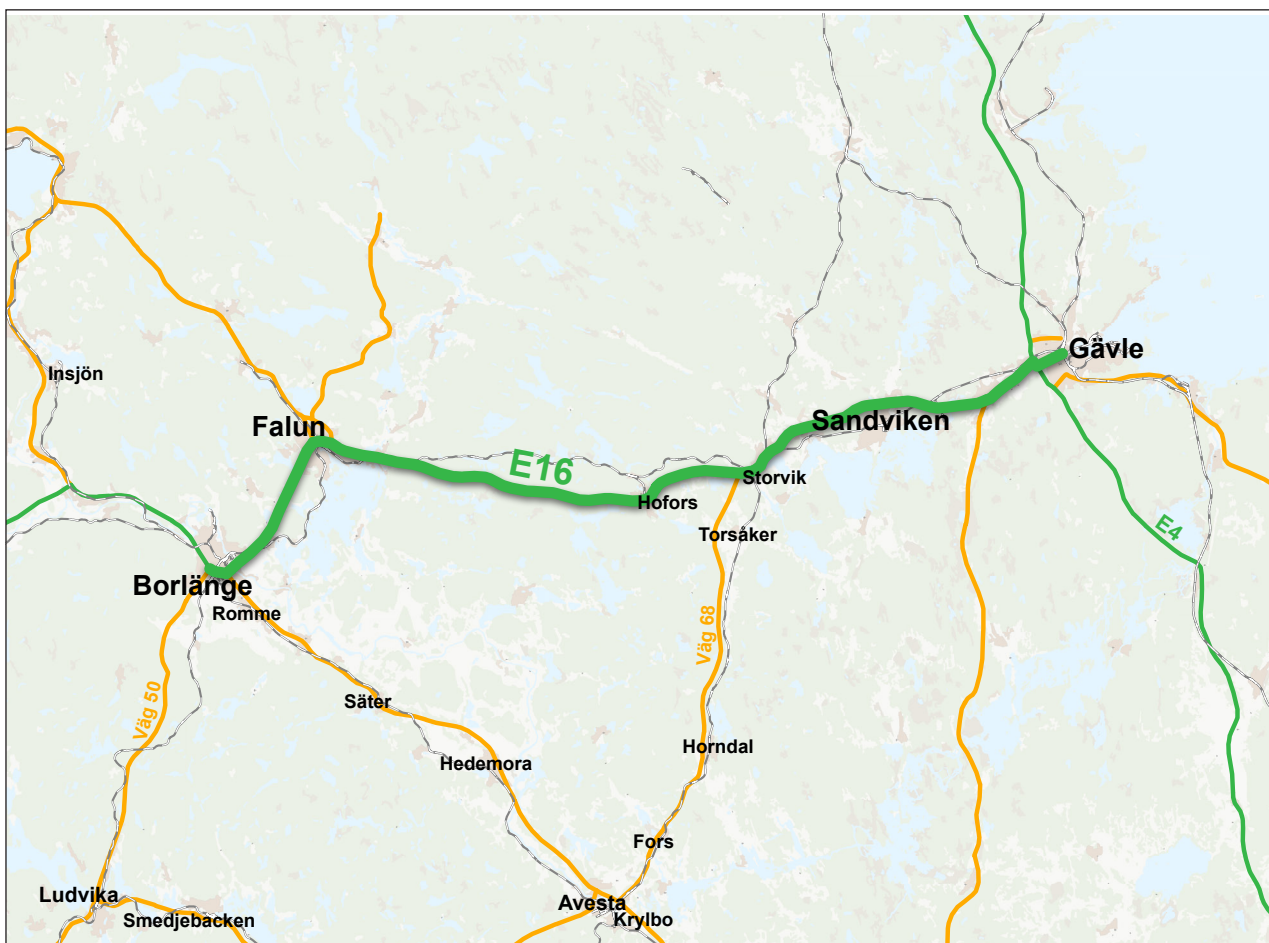 Gävle
Insjön
Sandviken
Falun
E16
Storvik
Hofors
E4
Torsåker
Borlänge
Romme
Väg 68
Säter
Väg 50
Horndal
Hedemora
Fors
Ludvika
Avesta
Smedjebacken
Krylbo